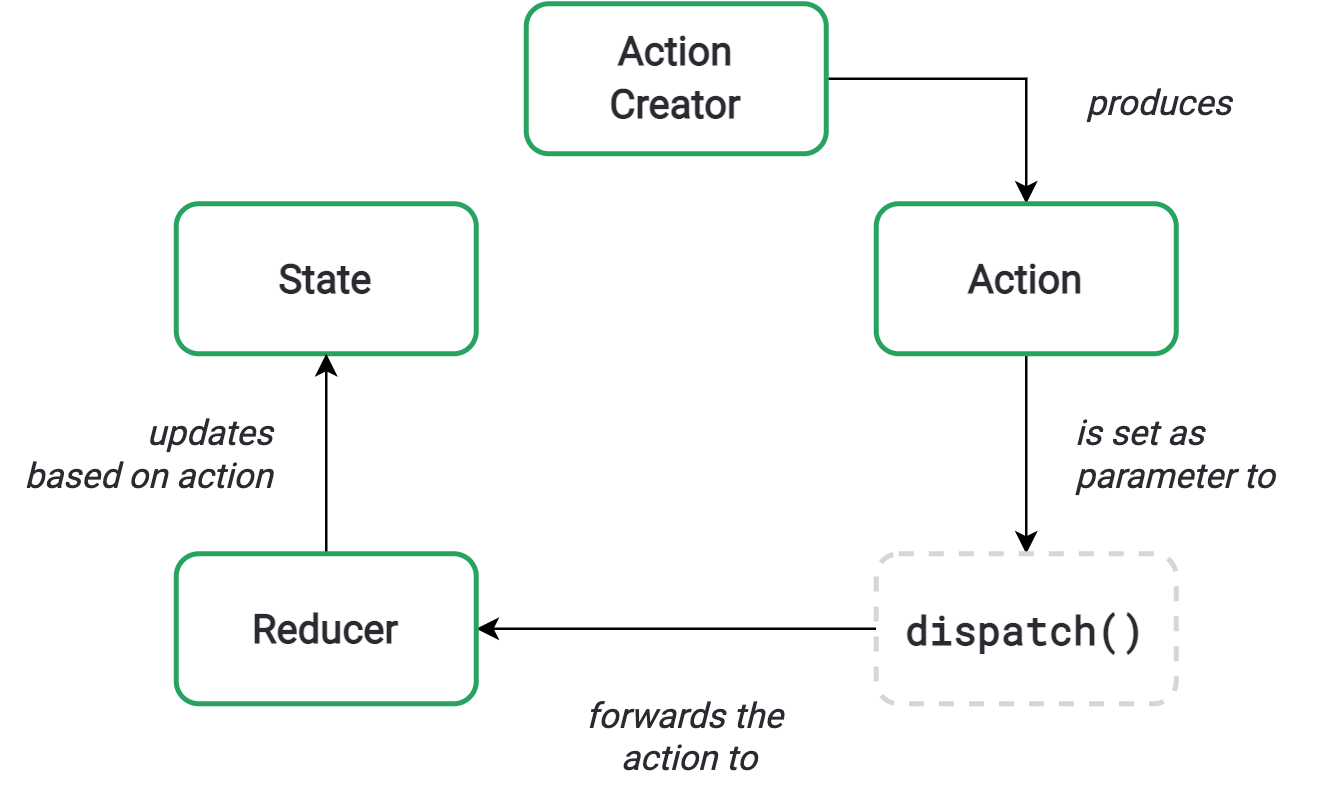 Action
Creator
produces
State
Action
updates
based on action
is set as
parameter to
Reducer
dispatch()
forwards the
action to